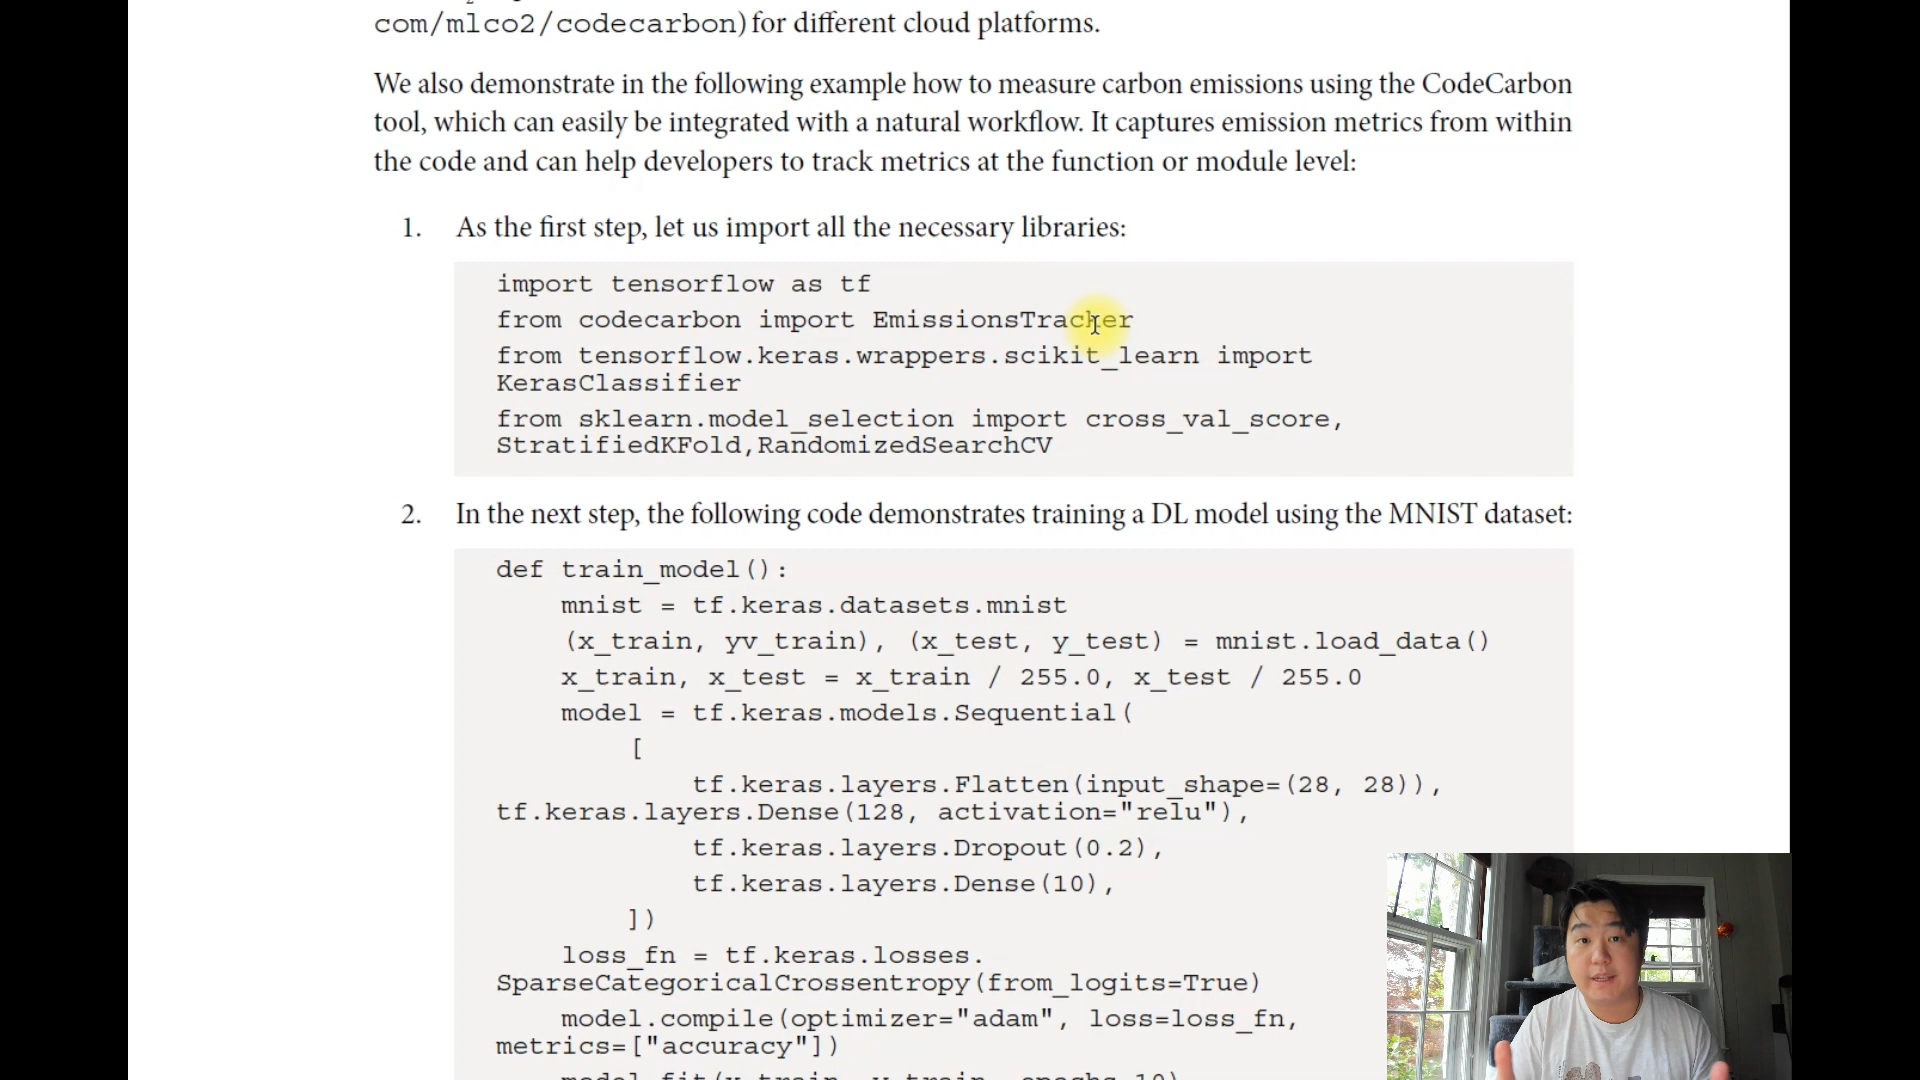 com/mlco2/codecarbon) for different cloud platforms.
We also demonstrate in the following example how to measure carbon emissions using the CodeCarbon
tool, which can easily be integrated with a natural workflow. It captures emission metrics from within
the code and can help developers to track metrics at the function or module level:
1. As the first step, let us import all the necessary libraries:
import tensorflow as tf
from codecarbon import EmissionsTracker
from tensorflow.keras.wrappers.scikit_learn import
KerasClassifier
from sklearn.model_selection import cross_val_score,
StratifiedKFold,RandomizedSearchCV
2. In the next step, the following code demonstrates training a DL model using the MNIST dataset:
def train_model():
mnist = tf.keras.datasets.mnist
(x_train, yv_train), (x_test, y_test) = mnist.load_data()
x_train, x_test = x_train / 255.0, x_test / 255.0
model = tf.keras.models.Sequential(
[
tf.keras.layers.Flatten(input_shape=(28, 28)),
tf.keras.layers.Dense(128, activation="relu"),
tf.keras.layers.Dropout(0.2),
tf.keras.layers.Dense(10),
])
loss_fn = tf.keras.losses.
SparseCategoricalCrossentropy(from_logits=True)
model.compile(optimizer="adam", loss=loss_fn,
metrics=["accuracy"])